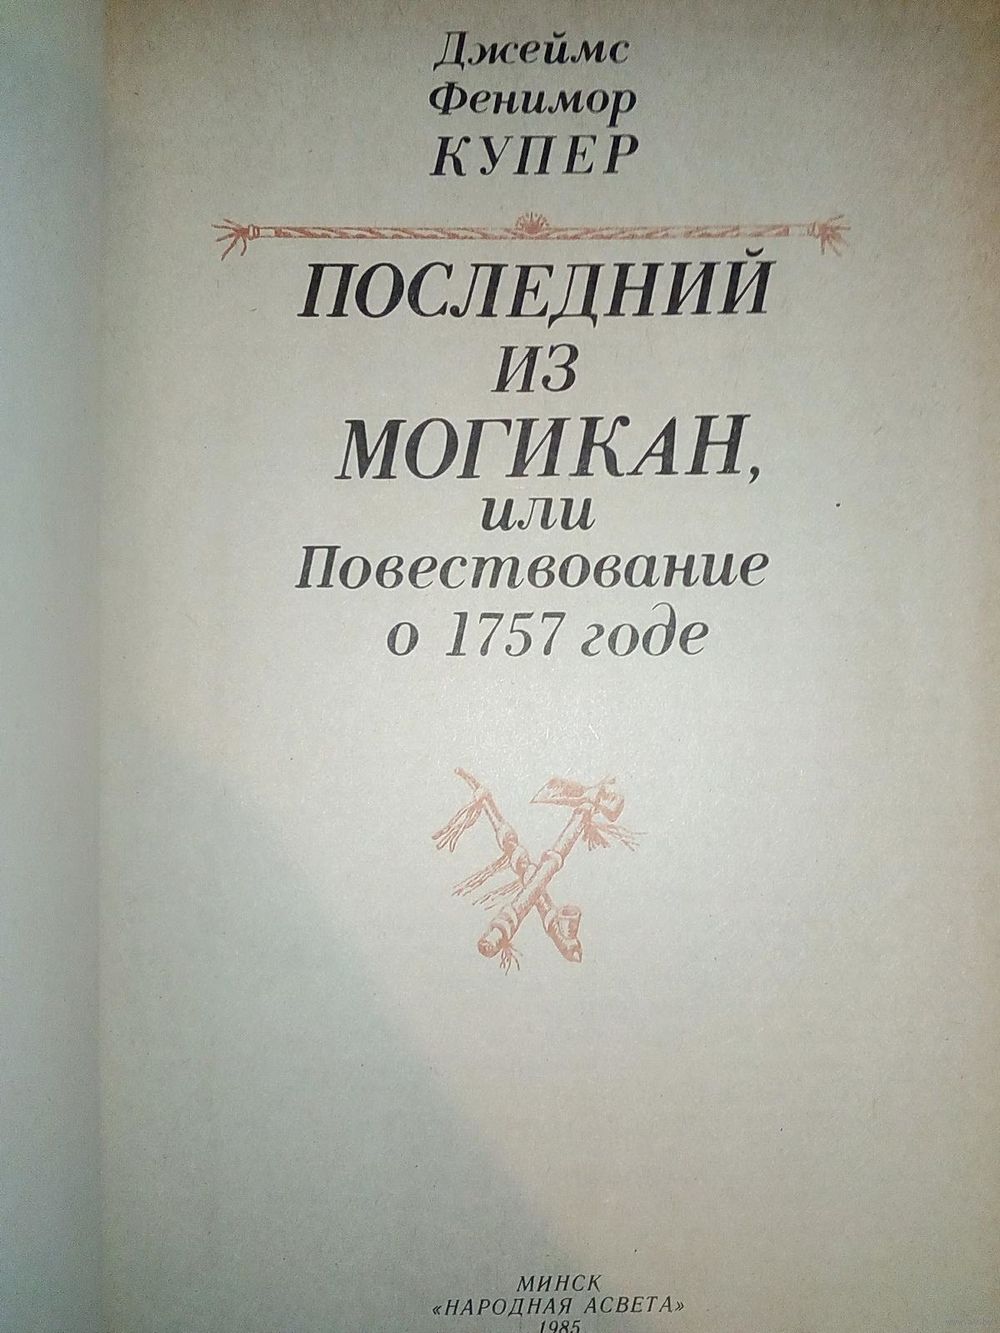 Джеймс
Фенимор
КУПЕР
ПОСЛЕДНИЙ
ИЗ
МОГИКАН,
или
Повествование
о 1757 годе
МИНСК
«НАРОДНАЯ АСВЕТА»
1985